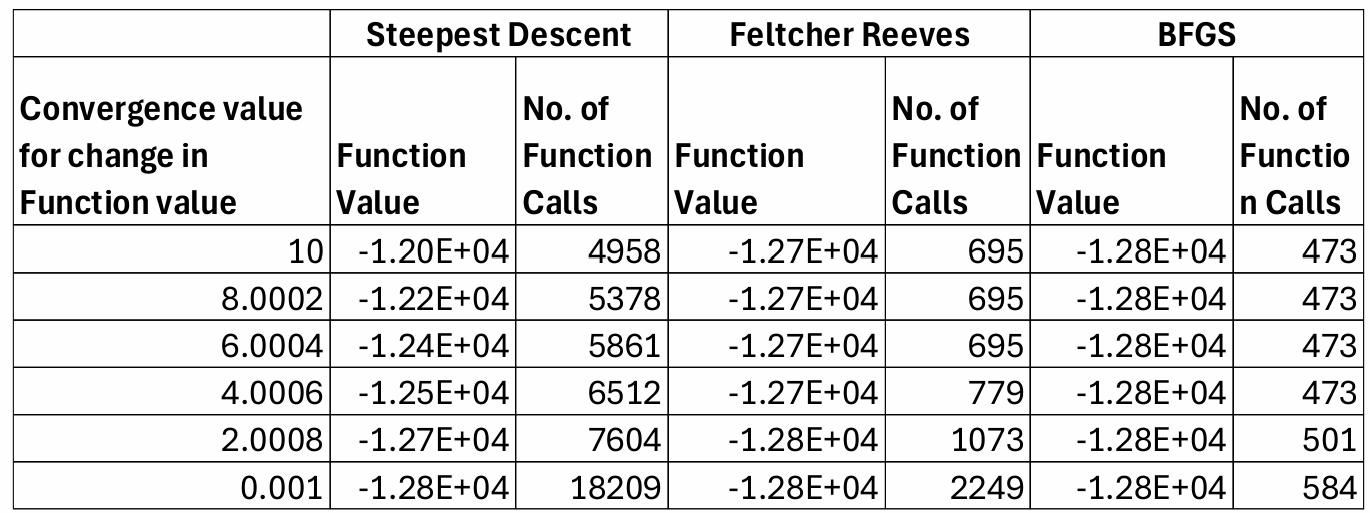 Steepest Descent Feltcher Reeves BFGS
Convergence value for change in Function value Function Value No. of Function Calls Function Value No. of Function Calls Function Value No. of Functio n Calls
10 -1.20E+04 4958 -1.27E+04 695 -1.28E+04 473
8.0002 -1.22E+04 5378 -1.27E+04 695 -1.28E+04 473
6.0004 -1.24E+04 5861 -1.27E+04 695 -1.28E+04 473
4.0006 -1.25E+04 6512 -1.27E+04 779 -1.28E+04 473
2.0008 -1.27E+04 7604 -1.28E+04 1073 -1.28E+04 501
0.001 -1.28E+04 18209 -1.28E+04 2249 -1.28E+04 584